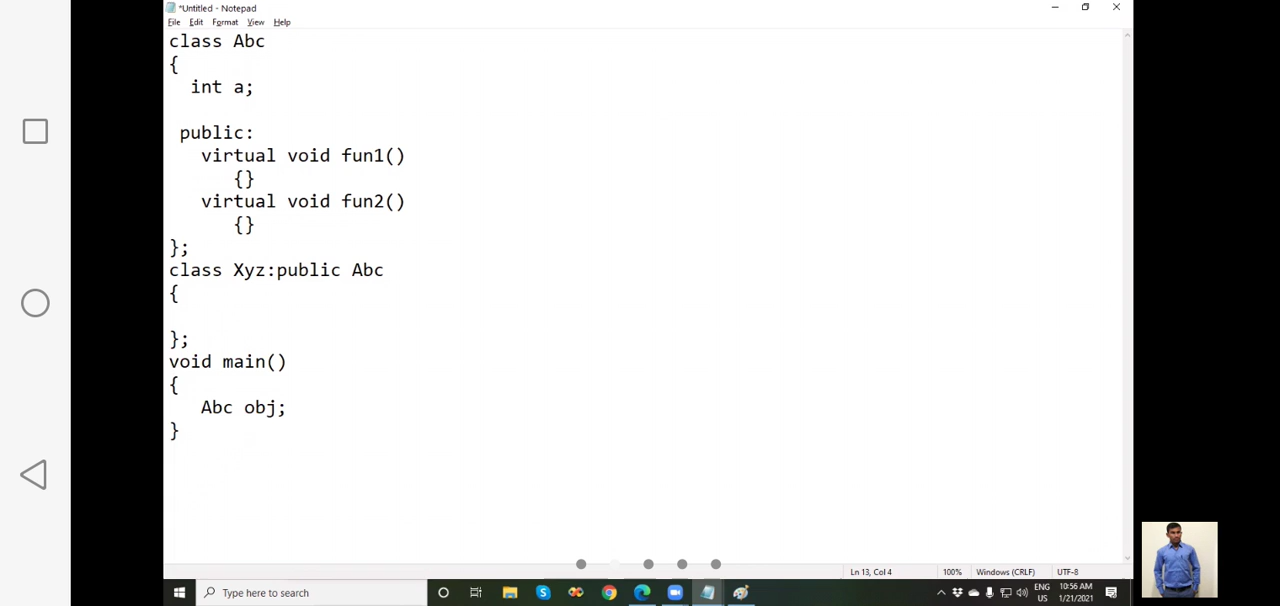 *Untitled - Notepad
File Edit Format View Help
class Abc
{
int a;
public:
virtual void fun1()
{}
virtual void fun2()
{}
};
class Xyz:public Abc
{
};
void main()
{
Abc obj;
}
Ln 13, Col 4 100% Windows (CRLF) UTF-8
Type here to search
ENG
US
10:56 AM
1/21/2021